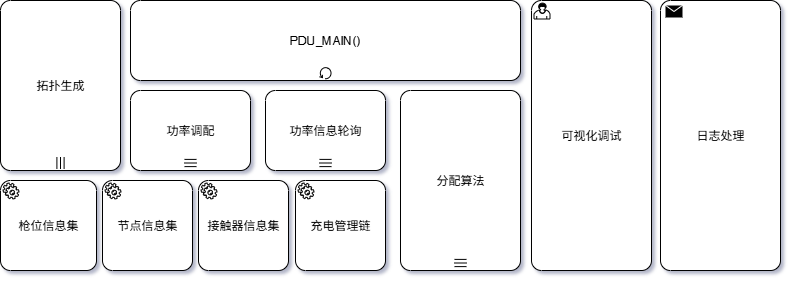 拓扑生成
PDU_MAIN()
功率调配
功率信息轮询
分配算法
可视化调试
日志处理
枪位信息集
节点信息集
接触器信息集
充电管理链